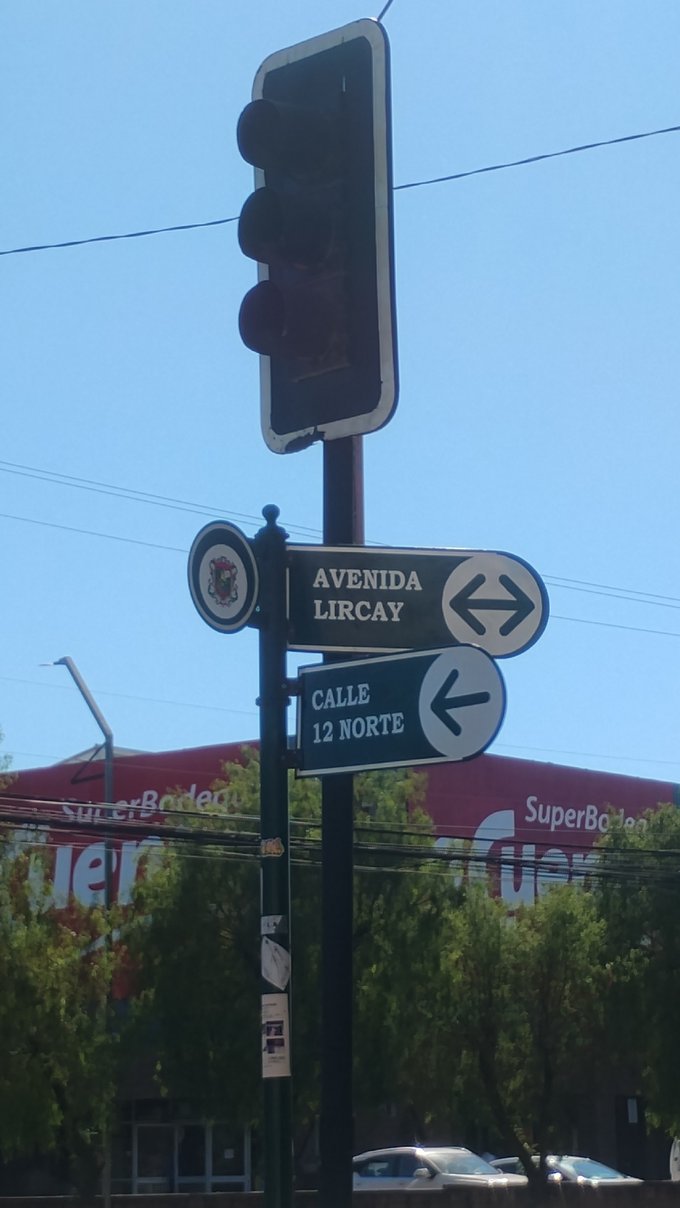 AVENIDA
LIRCAY
CALLE
12 NORTE
SuperBodega
SuperBodega